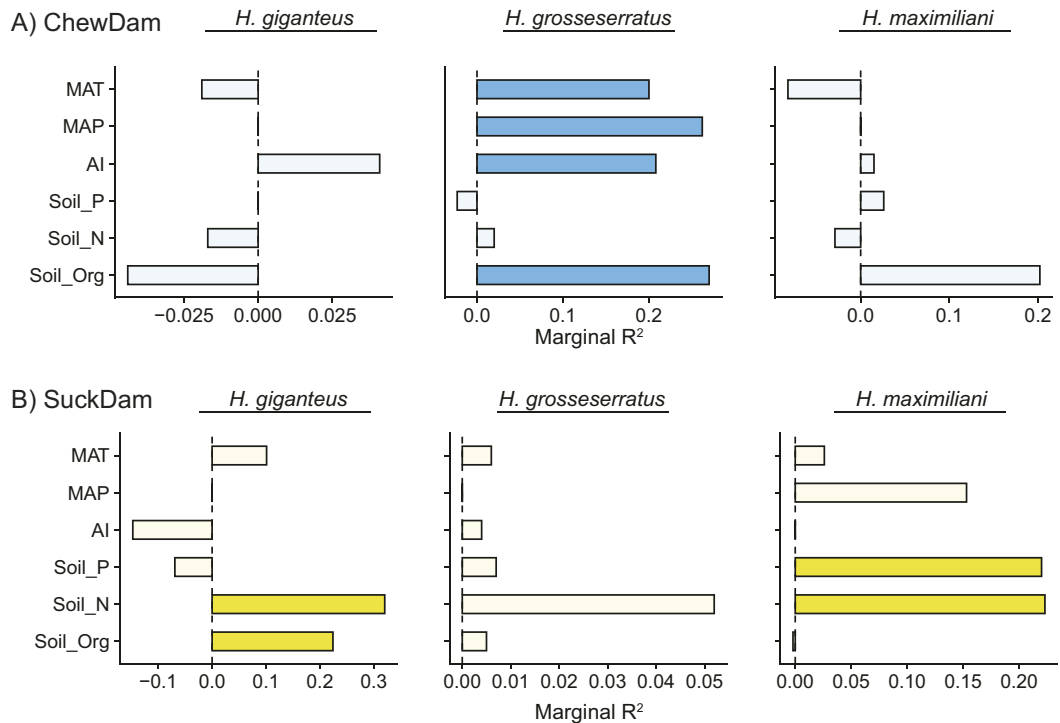 A) ChewDam
H. giganteus
H. grosseserratus
H. maximiliani
MAT
MAP
AI
Soil_P
Soil_N
Soil_Org
−0.025 0.000 0.025
0.0 0.1 0.2
0.0 0.1 0.2
Marginal R²
B) SuckDam
H. giganteus
H. grosseserratus
H. maximiliani
MAT
MAP
AI
Soil_P
Soil_N
Soil_Org
−0.1 0.0 0.1 0.2 0.3
0.00 0.01 0.02 0.03 0.04 0.05
0.00 0.05 0.10 0.15 0.20
Marginal R²